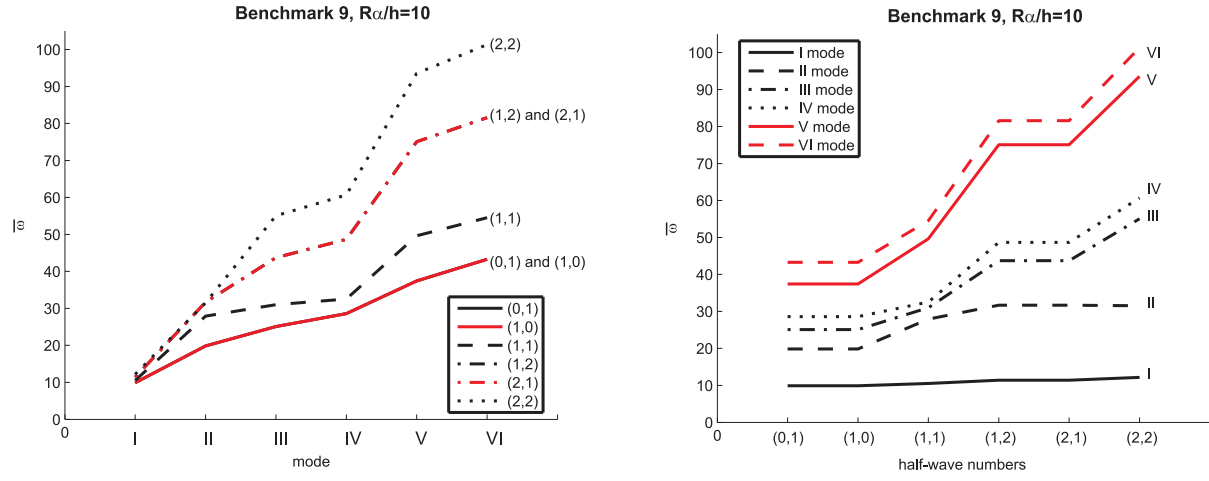 Benchmark 9, Rα/h=10
100
90
80
70
60
50
40
30
20
10
0
0
ω̅
I
II
III
IV
V
VI
mode
(2,2)
(1,2) and (2,1)
(1,1)
(0,1) and (1,0)
(0,1)
(1,0)
(1,1)
(1,2)
(2,1)
(2,2)
Benchmark 9, Rα/h=10
100
90
80
70
60
50
40
30
20
10
0
0
ω̅
I mode
II mode
III mode
IV mode
V mode
VI mode
VI
V
IV
III
II
I
(0,1)
(1,0)
(1,1)
(1,2)
(2,1)
(2,2)
half-wave numbers